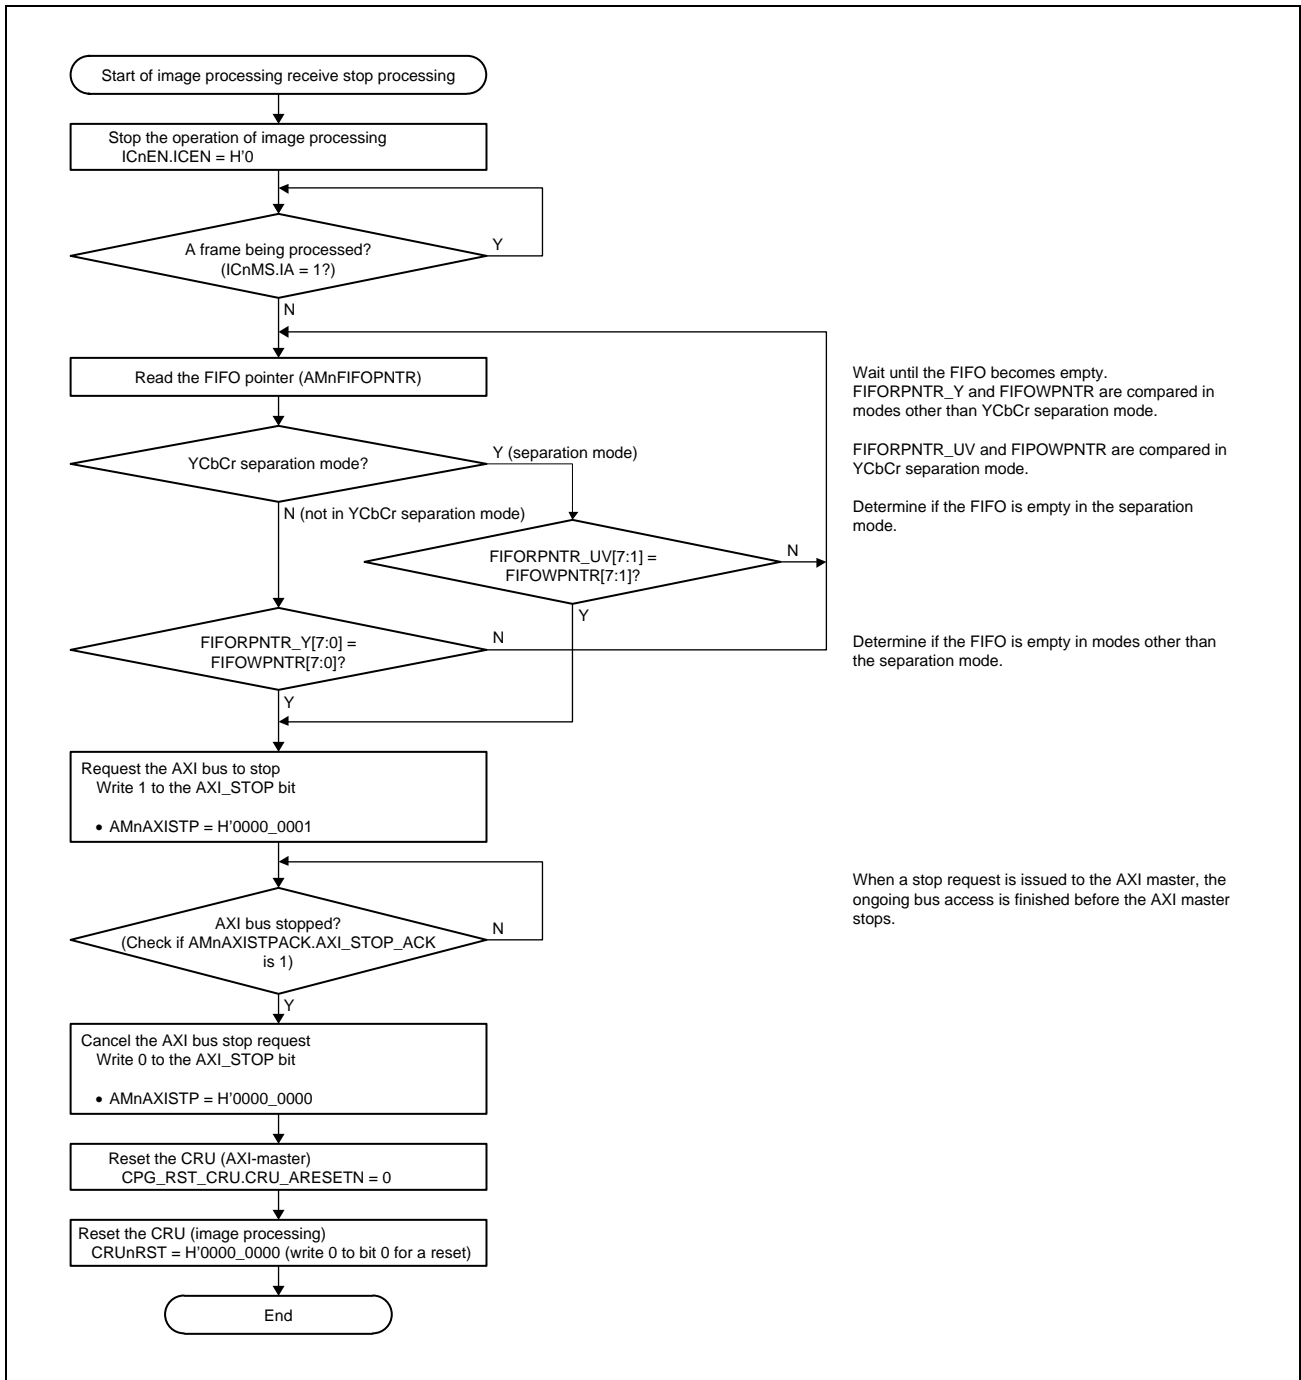 Start of image processing receive stop processing
Stop the operation of image processing
ICnEN.ICEN = H'0
A frame being processed?
(ICnMS.IA = 1?)
Y
N
Read the FIFO pointer (AMnFIFOPNTR)
Wait until the FIFO becomes empty.
FIFORPNTR_Y and FIFOWPNTR are compared in
modes other than YCbCr separation mode.
YCbCr separation mode?
Y (separation mode)
FIFORPNTR_UV and FIPOWPNTR are compared in
YCbCr separation mode.
N (not in YCbCr separation mode)
Determine if the FIFO is empty in the separation
mode.
FIFORPNTR_UV[7:1] =
FIFOWPNTR[7:1]?
N
Y
FIFORPNTR_Y[7:0] =
FIFOWPNTR[7:0]?
N
Y
Determine if the FIFO is empty in modes other than
the separation mode.
Request the AXI bus to stop
Write 1 to the AXI_STOP bit
• AMnAXISTP = H'0000_0001
AXI bus stopped?
(Check if AMnAXISTPACK.AXI_STOP_ACK
is 1)
N
Y
When a stop request is issued to the AXI master, the
ongoing bus access is finished before the AXI master
stops.
Cancel the AXI bus stop request
Write 0 to the AXI_STOP bit
• AMnAXISTP = H'0000_0000
Reset the CRU (AXI-master)
CPG_RST_CRU.CRU_ARESETN = 0
Reset the CRU (image processing)
CRUnRST = H'0000_0000 (write 0 to bit 0 for a reset)
End